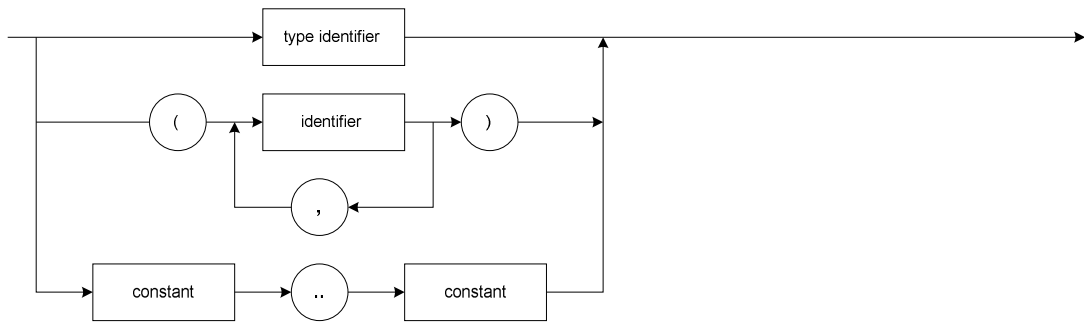 type identifier
( identifier )
,
constant .. constant